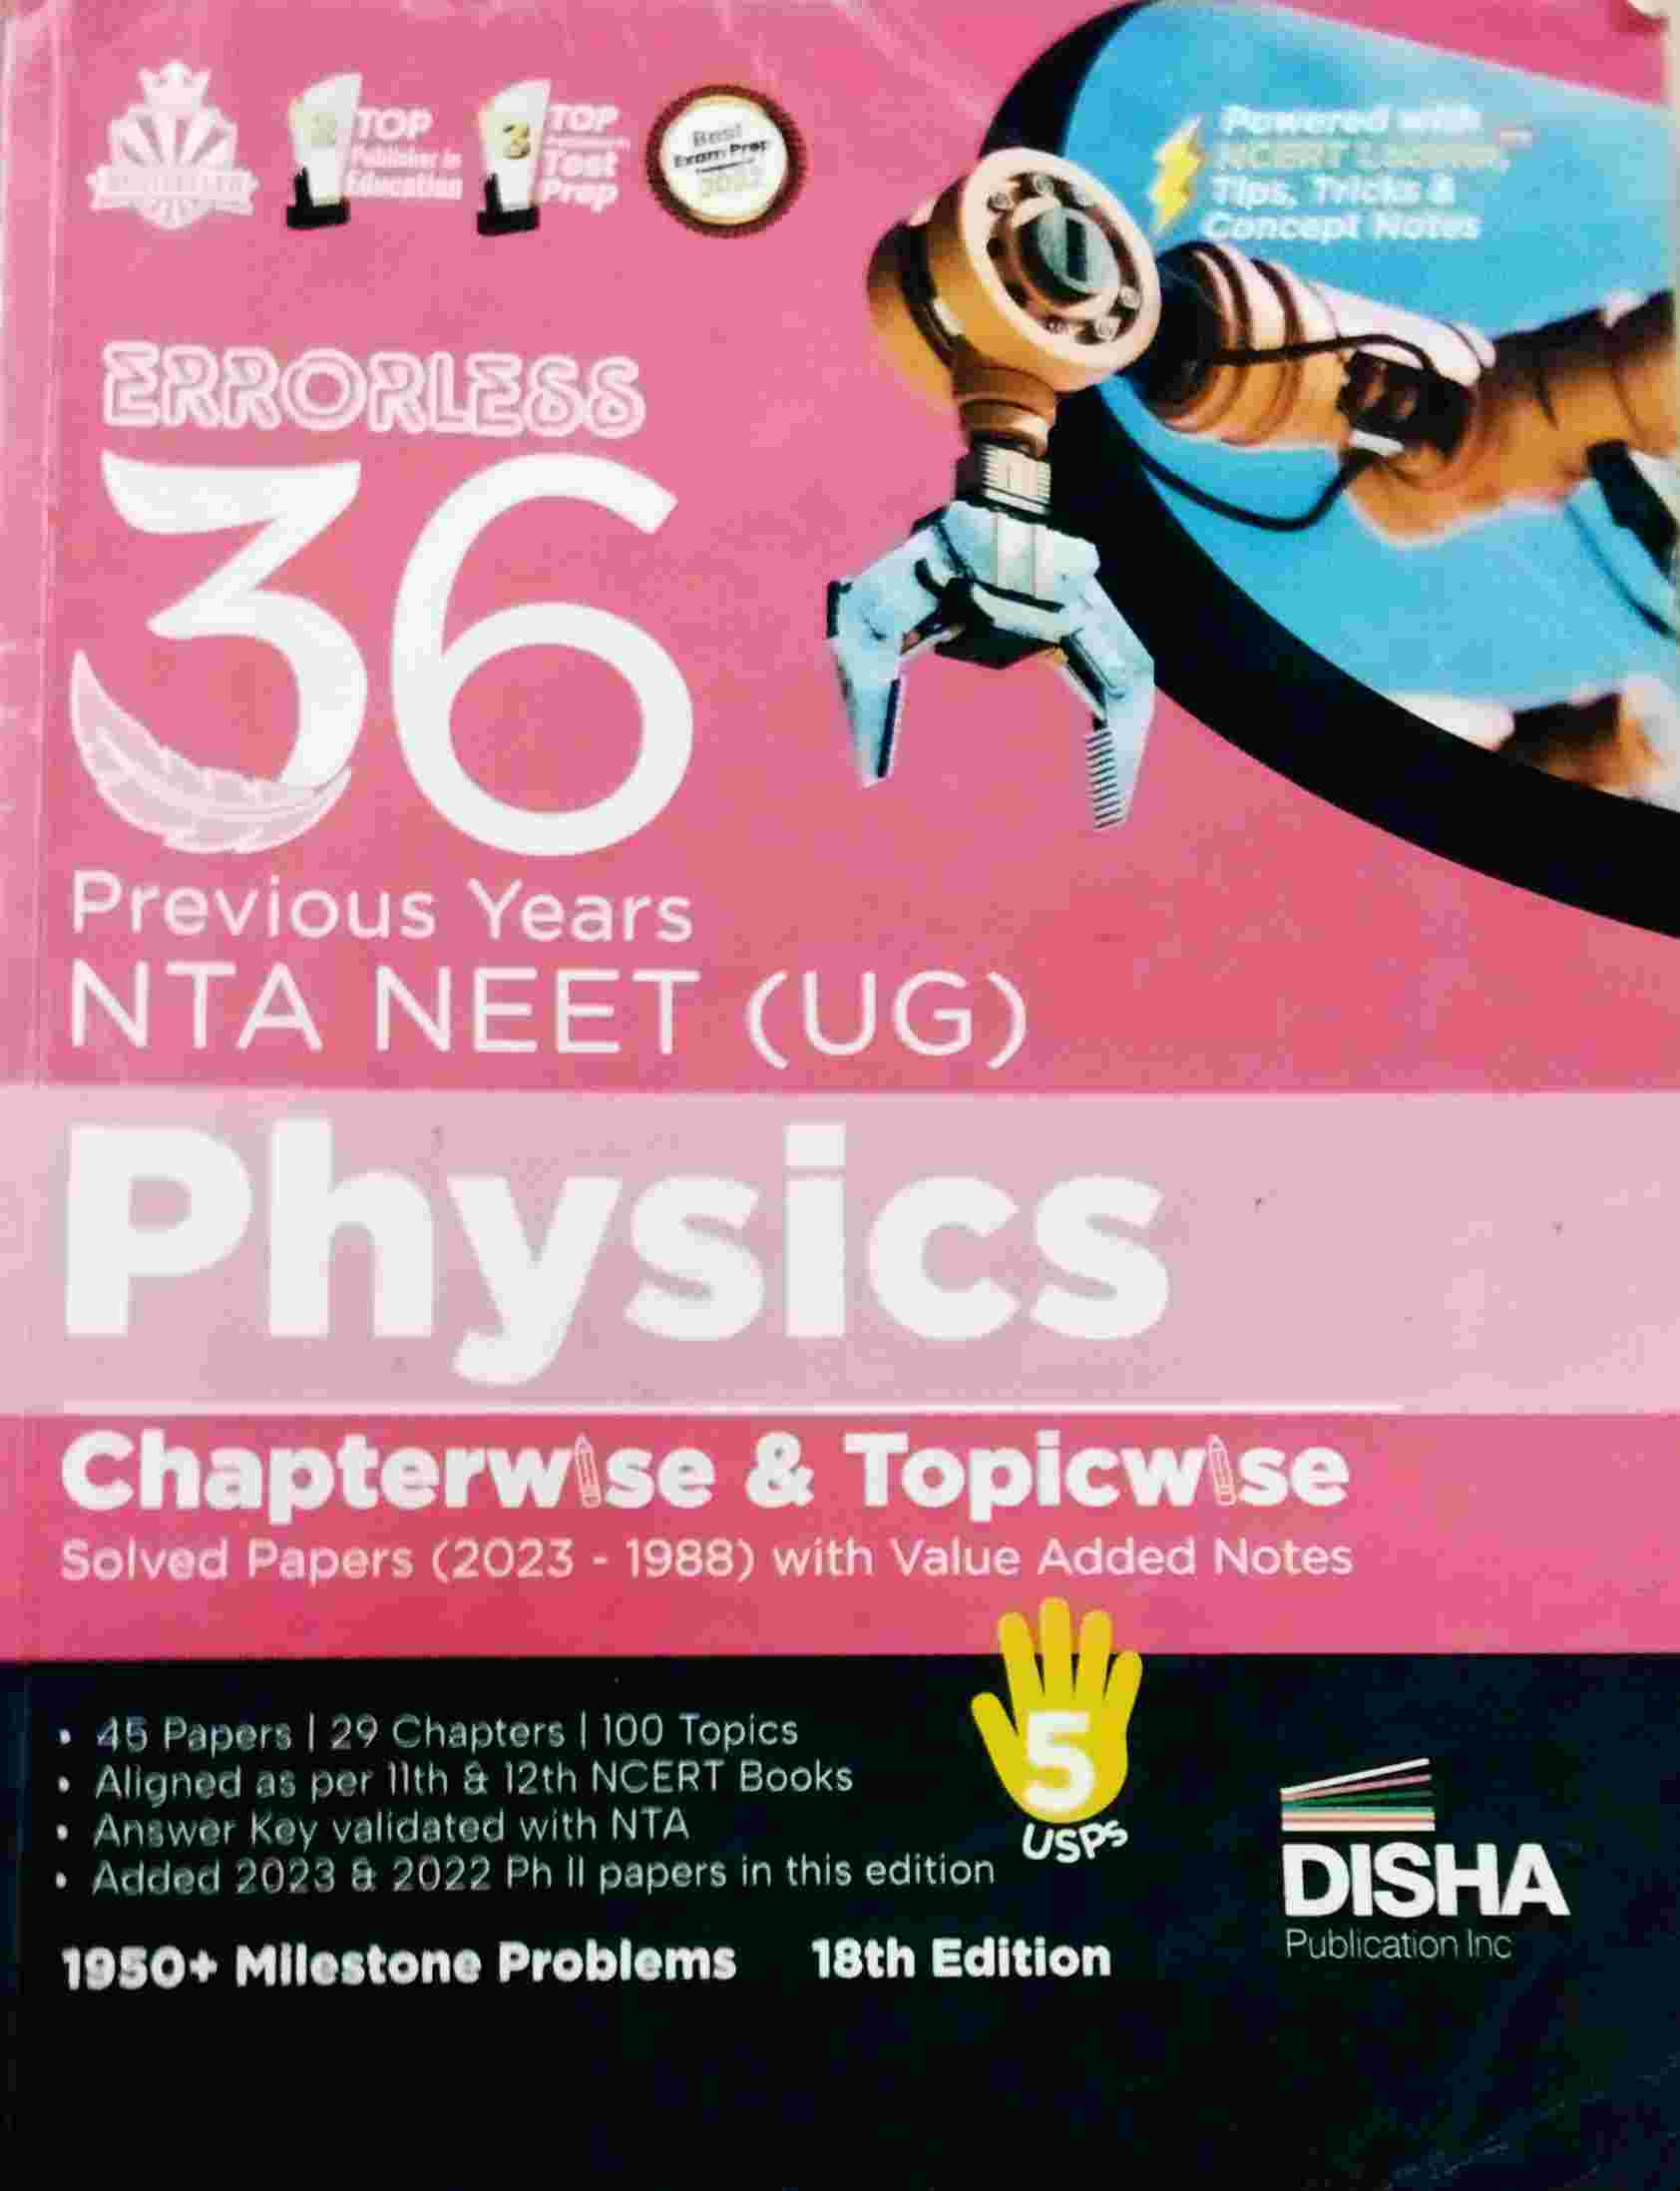 TOP
Publisher in
Education
TOP
Test
Prep
Best
Exam Prep
2022
Powered with
NCERT
Tips, Tricks &
Concept Notes
ERRORLESS
36
Previous Years
NTA NEET (UG)
Physics
Chapterwise & Topicwise
Solved Papers (2023 - 1988) with Value Added Notes
• 45 Papers | 29 Chapters | 100 Topics
• Aligned as per 11th & 12th NCERT Books
• Answer Key validated with NTA
• Added 2023 & 2022 Ph II papers in this edition
5
USPs
1950+ Milestone Problems 18th Edition
DISHA
Publication Inc